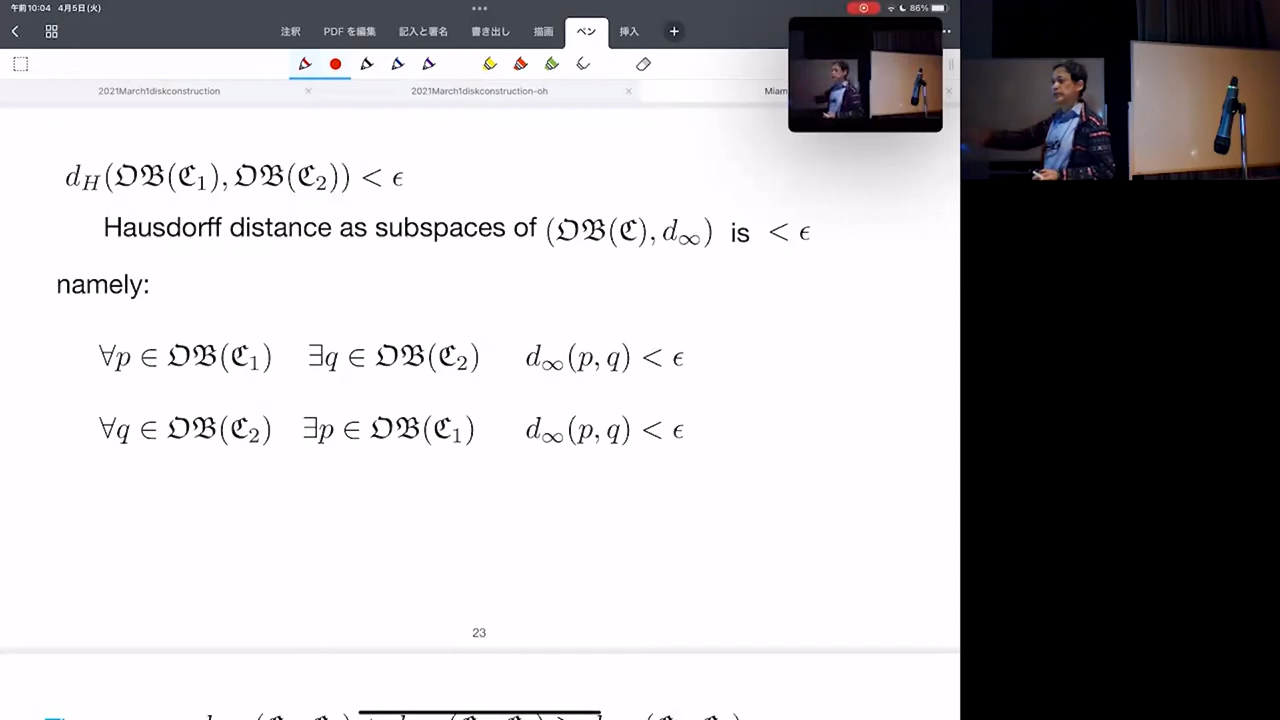 午前10:04 4月5日(火)
86%
注釈 PDF を編集 記入と署名 書き出し 描画 ペン 挿入
2021March1diskconstruction × 2021March1diskconstruction-oh × Miam
d_H(𝔒𝔅(ℭ_1), 𝔒𝔅(ℭ_2)) < ϵ
Hausdorff distance as subspaces of (𝔒𝔅(ℭ), d_∞) is < ϵ
namely:
∀p ∈ 𝔒𝔅(ℭ_1) ∃q ∈ 𝔒𝔅(ℭ_2) d_∞(p, q) < ϵ
∀q ∈ 𝔒𝔅(ℭ_2) ∃p ∈ 𝔒𝔅(ℭ_1) d_∞(p, q) < ϵ
23